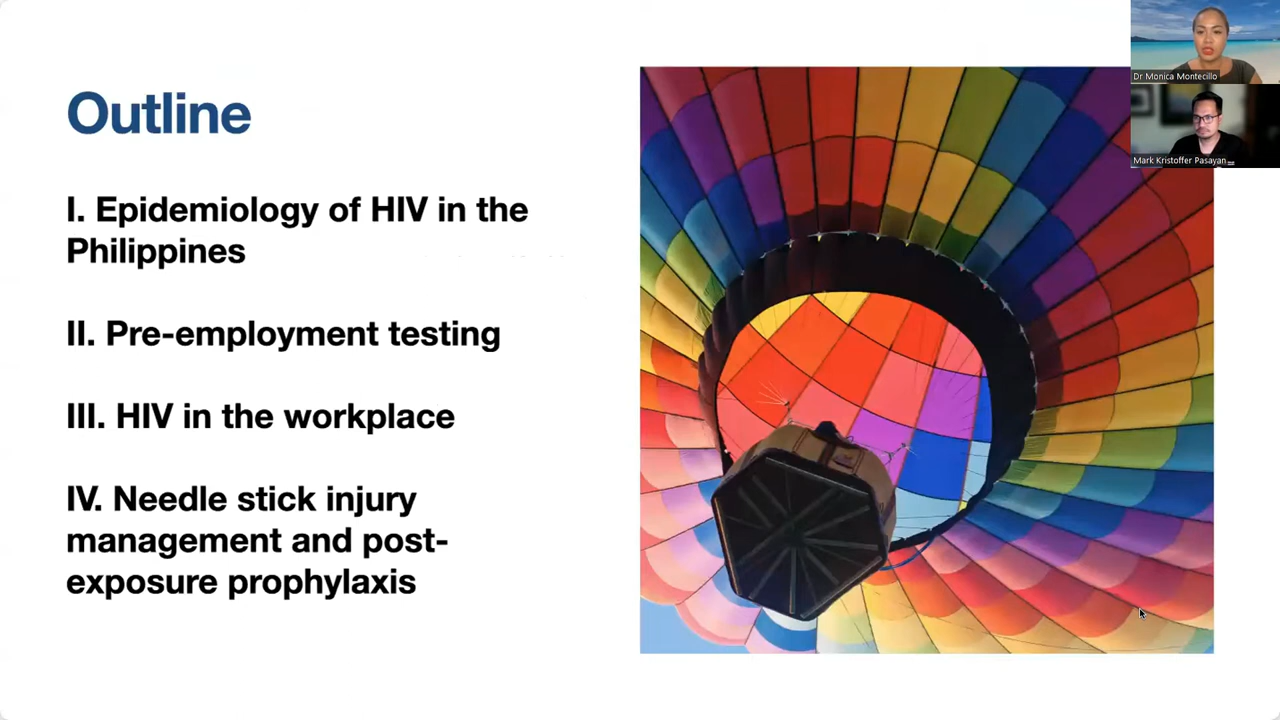 Outline
I. Epidemiology of HIV in the
Philippines
II. Pre-employment testing
III. HIV in the workplace
IV. Needle stick injury
management and post-
exposure prophylaxis
Dr Monica Montecillo
Mark Kristoffer Pasayan